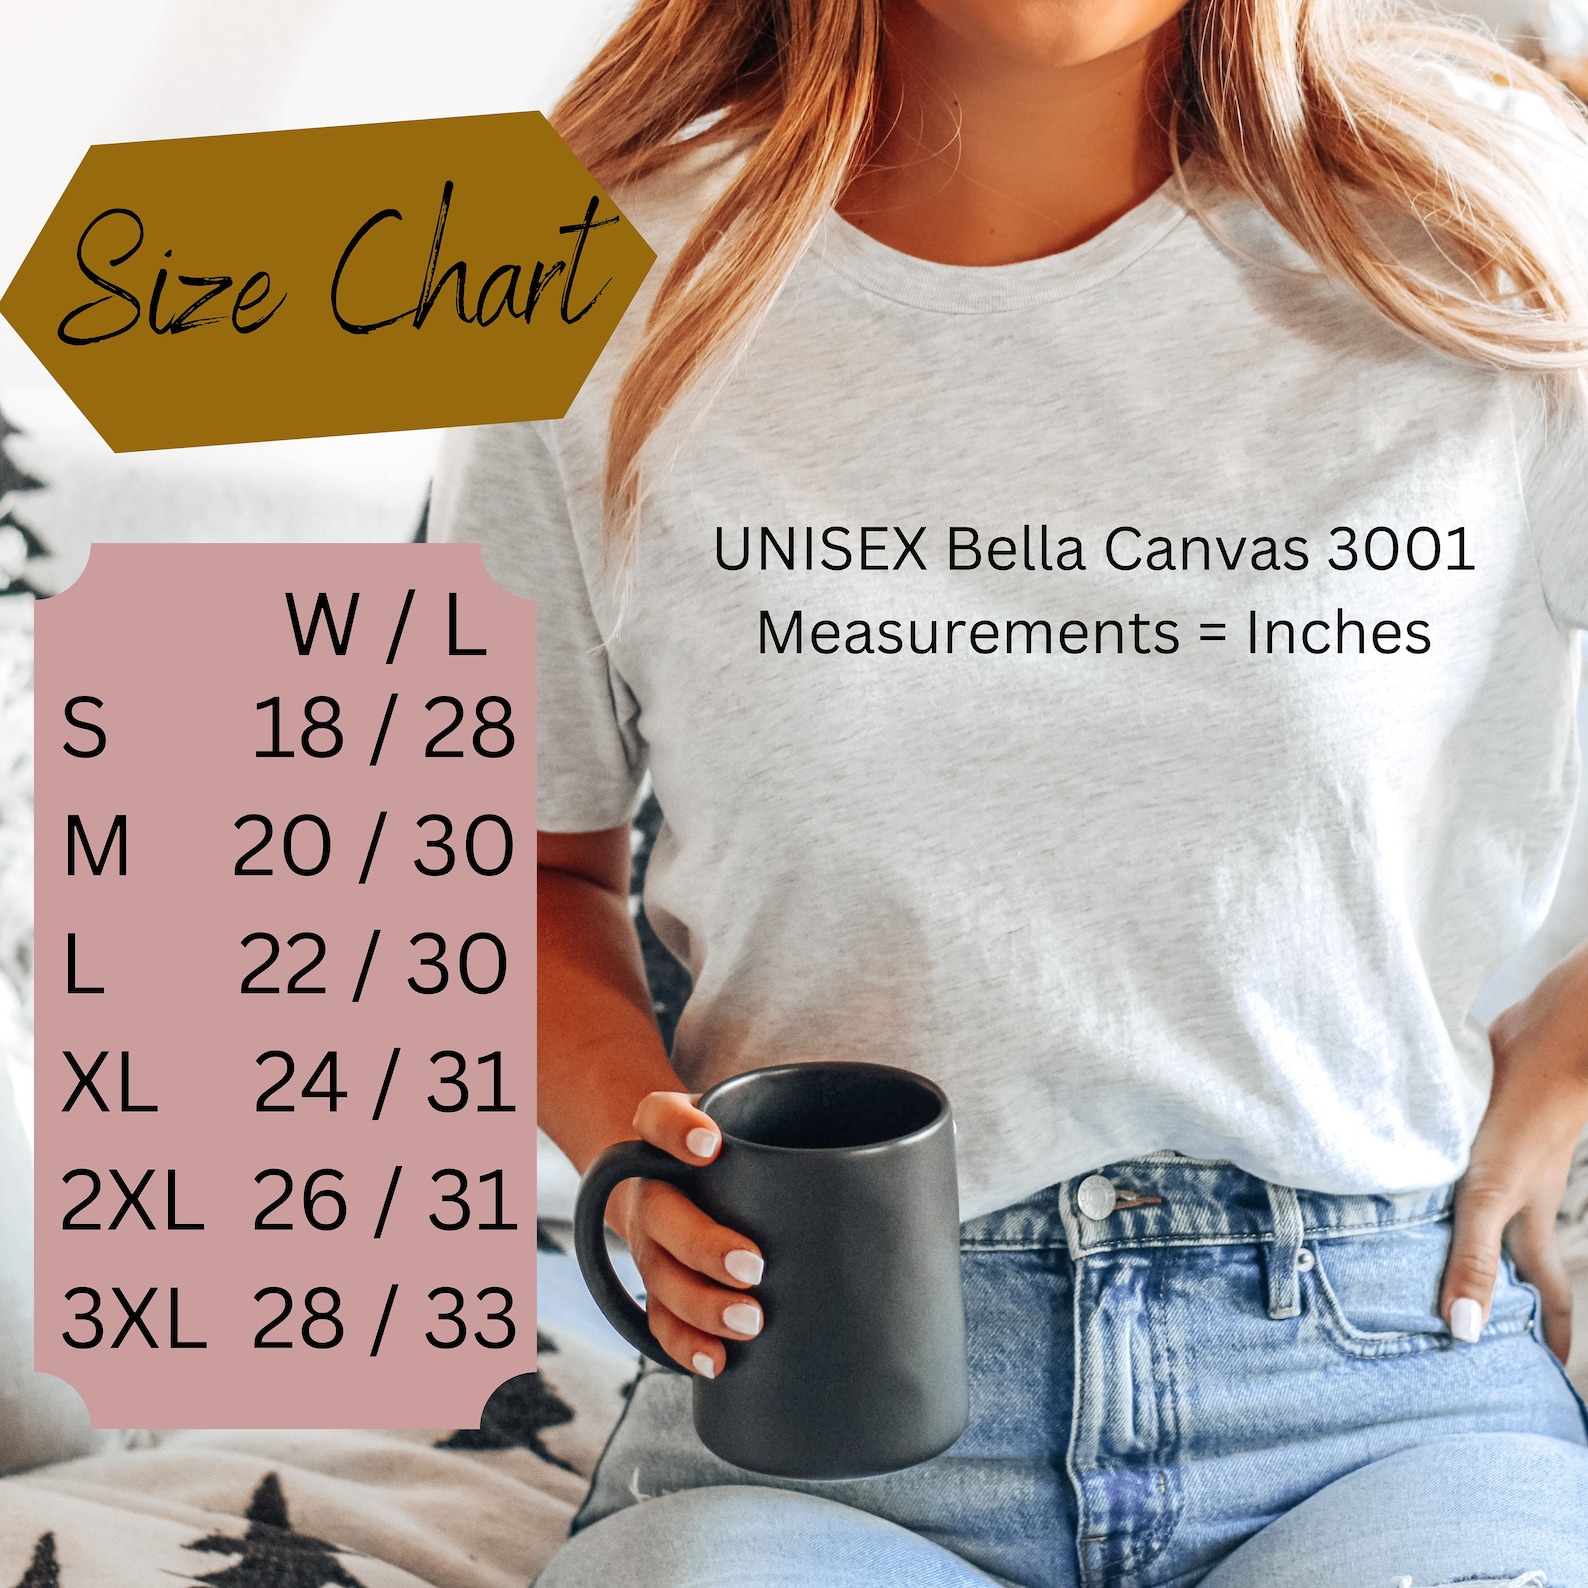 Size Chart
UNISEX Bella Canvas 3001
Measurements = Inches
W / L
S 18 / 28
M 20 / 30
L 22 / 30
XL 24 / 31
2XL 26 / 31
3XL 28 / 33